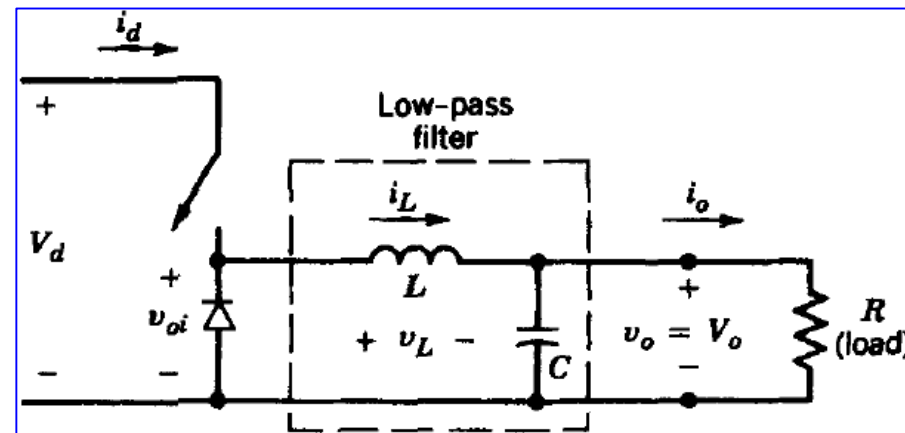 i_d
+
Low-pass
filter
i_L
i_o
V_d
+
L
+
v_oi
+ v_L -
C
v_o = V_o
R
(load)
-
-
-